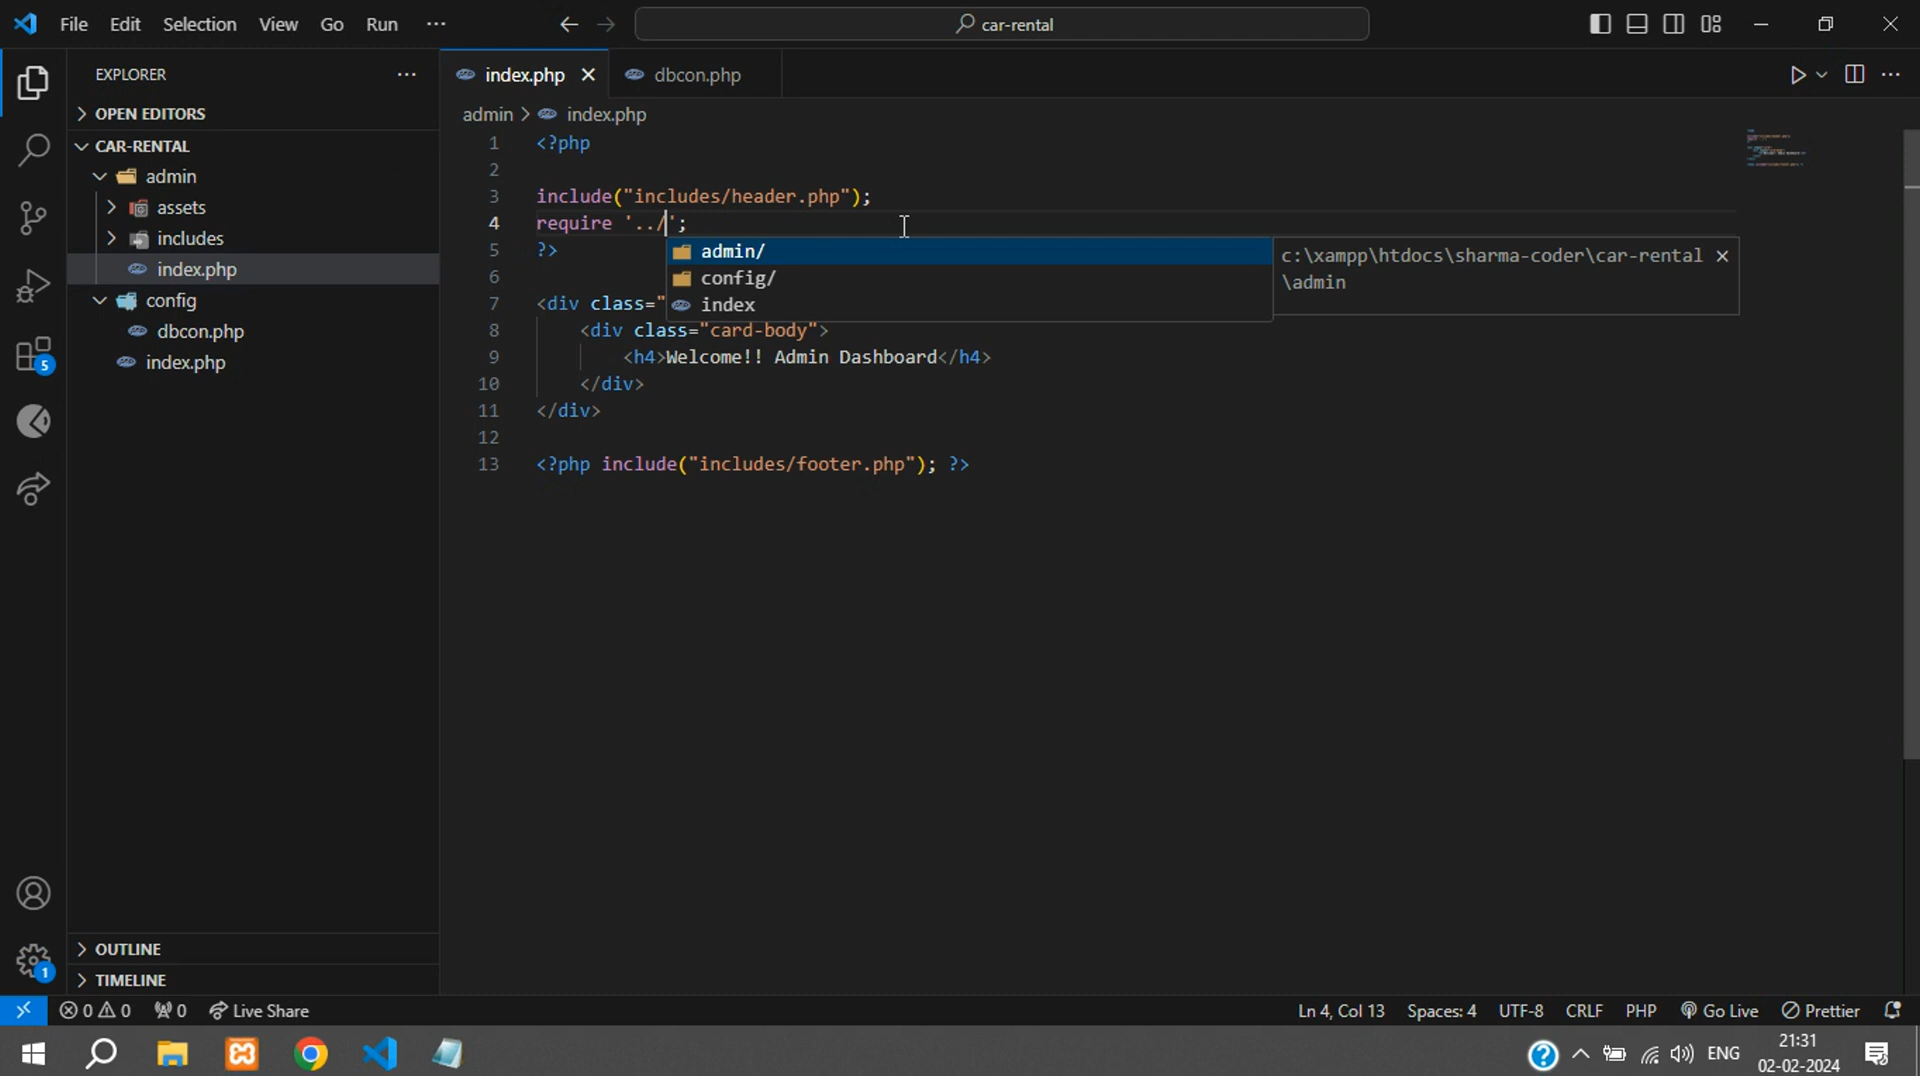 File Edit Selection View Go Run ···
car-rental
EXPLORER ···
OPEN EDITORS
CAR-RENTAL
admin
assets
includes
index.php
config
dbcon.php
index.php
OUTLINE
TIMELINE
5
1
index.php dbcon.php
admin > index.php
1 <?php
2
3 include("includes/header.php");
4 require '../';
5 ?>
6
7 <div class="
8 <div class="card-body">
9 <h4>Welcome!! Admin Dashboard</h4>
10 </div>
11 </div>
12
13 <?php include("includes/footer.php"); ?>
admin/
config/
index
c:\xampp\htdocs\sharma-coder\car-rental
\admin
0 0 0 Live Share Ln 4, Col 13 Spaces: 4 UTF-8 CRLF PHP Go Live Prettier
ENG 21:31
02-02-2024